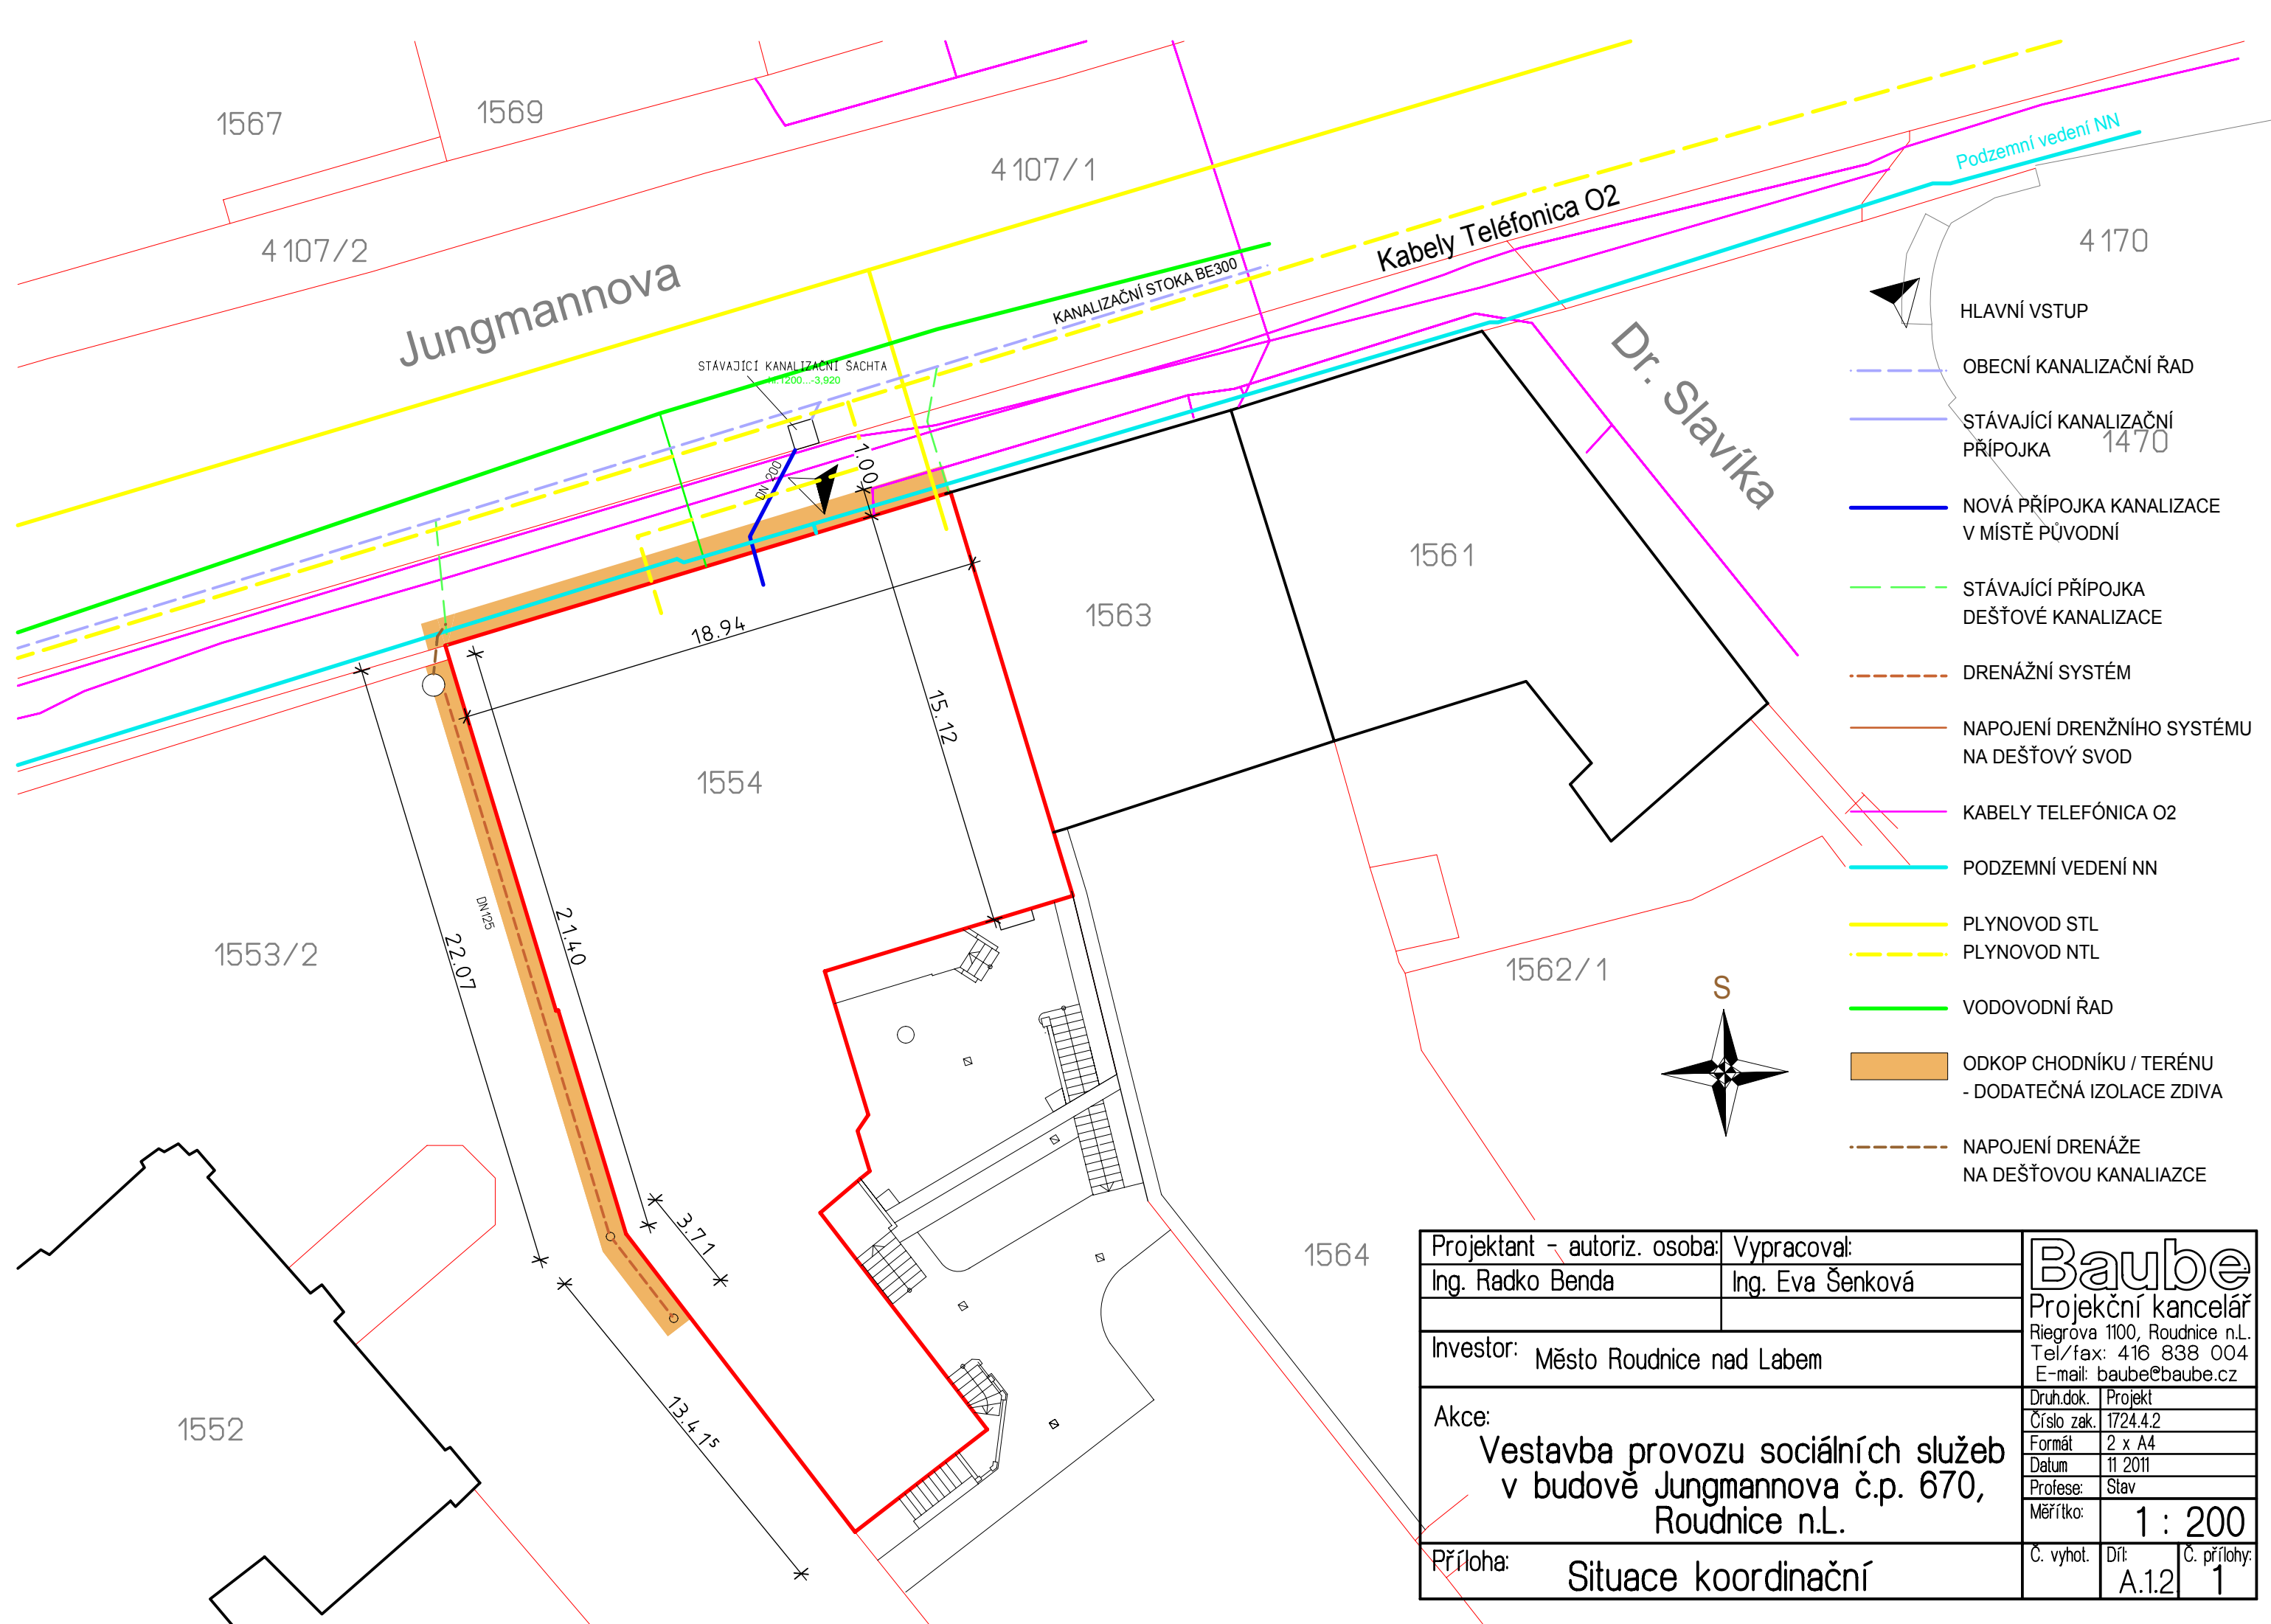 1567
1569
4107/1
4107/2
Jungmannova
Podzemní vedení NN
Kabely Teléfonica O2
KANALIZAČNÍ STOKA BE300
STÁVAJÍCÍ KANALIZAČNÍ ŠACHTA
1200...-3,920
DN 200
1.00
Dr. Slavíka
4170
1470
1561
1563
18.94
15.12
1554
21.40
22.07
DN125
1553/2
3.71
13.41⁵
1552
1562/1
1564
S
HLAVNÍ VSTUP
OBECNÍ KANALIZAČNÍ ŘAD
STÁVAJÍCÍ KANALIZAČNÍ
PŘÍPOJKA
NOVÁ PŘÍPOJKA KANALIZACE
V MÍSTĚ PŮVODNÍ
STÁVAJÍCÍ PŘÍPOJKA
DEŠŤOVÉ KANALIZACE
DRENÁŽNÍ SYSTÉM
NAPOJENÍ DRENŽNÍHO SYSTÉMU
NA DEŠŤOVÝ SVOD
KABELY TELEFÓNICA O2
PODZEMNÍ VEDENÍ NN
PLYNOVOD STL
PLYNOVOD NTL
VODOVODNÍ ŘAD
ODKOP CHODNÍKU / TERÉNU
- DODATEČNÁ IZOLACE ZDIVA
NAPOJENÍ DRENÁŽE
NA DEŠŤOVOU KANALIAZCE
Projektant - autoriz. osoba:
Vypracoval:
Ing. Radko Benda
Ing. Eva Šenková
Investor: Město Roudnice nad Labem
Akce:
Vestavba provozu sociálních služeb
v budově Jungmannova č.p. 670,
Roudnice n.L.
Příloha: Situace koordinační
Baube
Projekční kancelář
Riegrova 1100, Roudnice n.L.
Tel/fax: 416 838 004
E-mail: baube@baube.cz
Druh.dok. Projekt
Číslo zak. 1724.4.2
Formát 2 x A4
Datum 11 2011
Profese: Stav
Měřítko: 1 : 200
Č. vyhot.
Díl: A.1.2.
Č. přílohy: 1